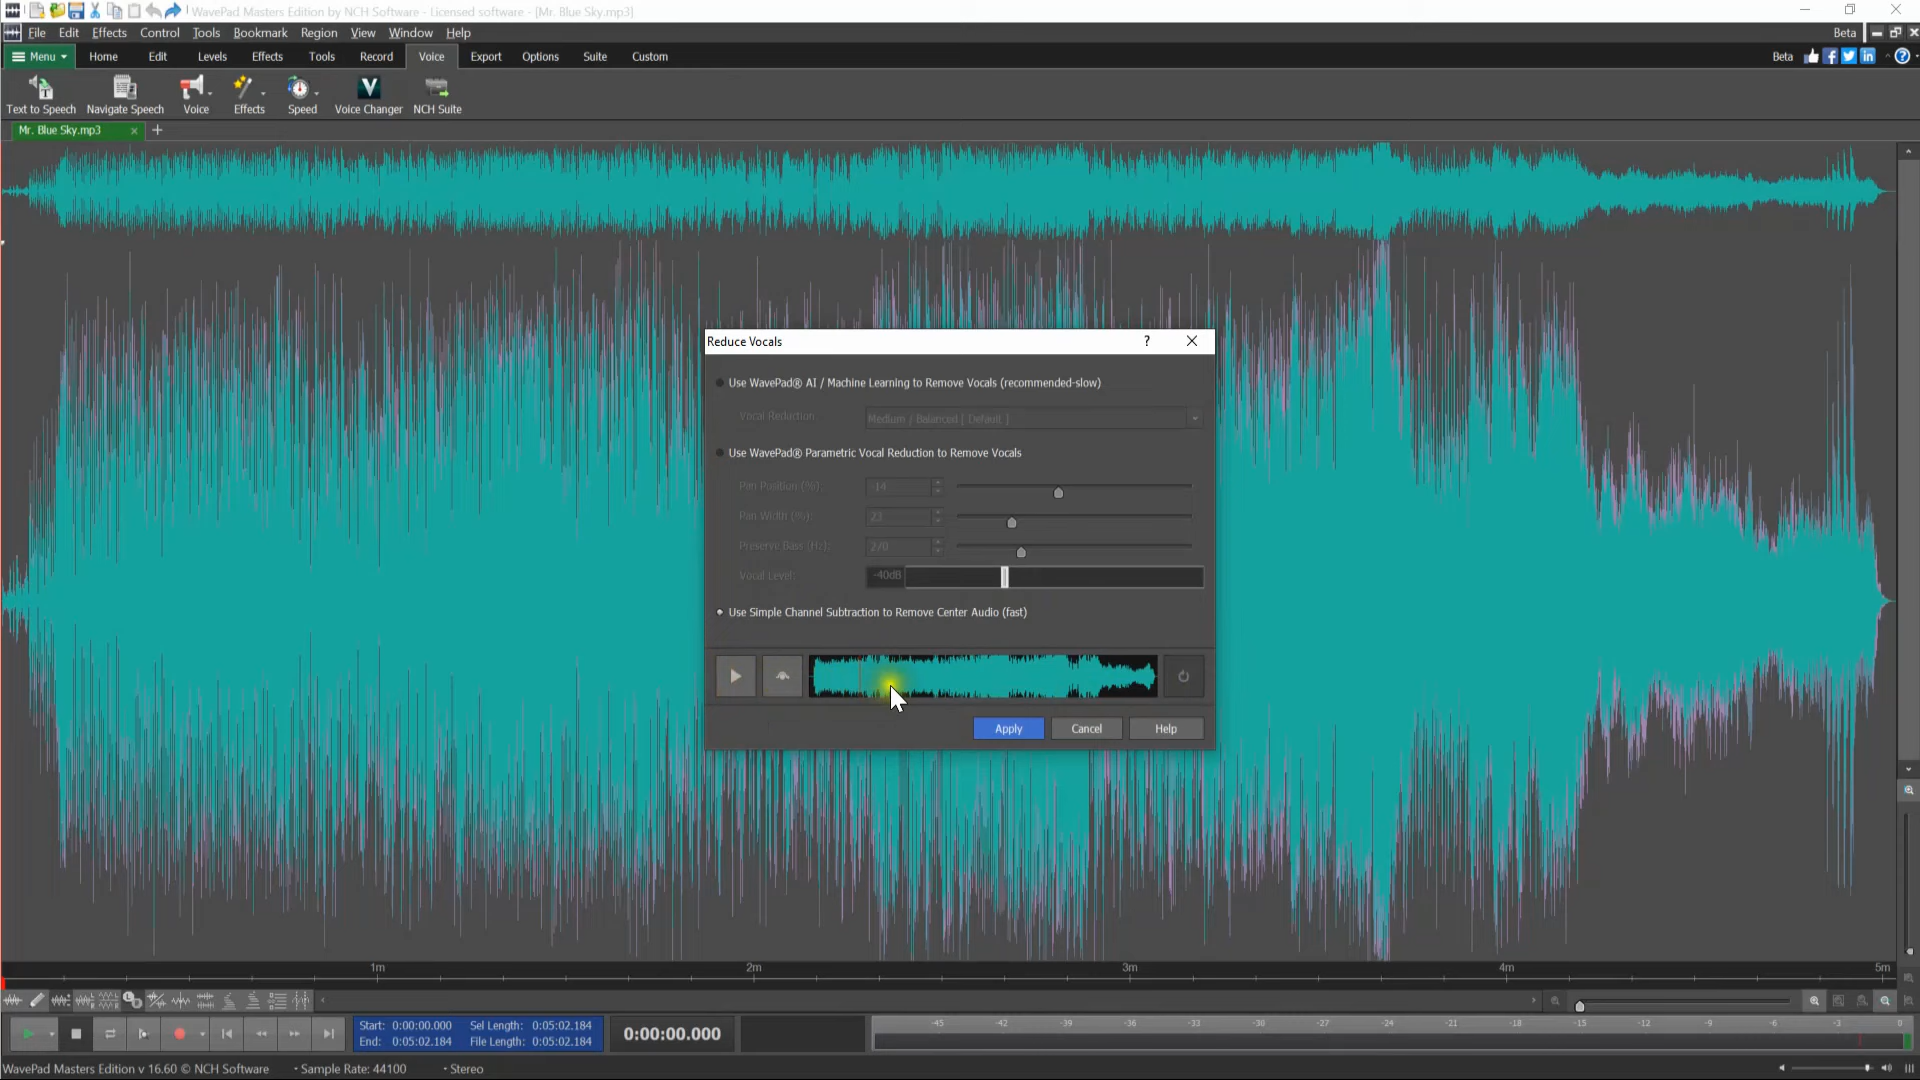 WavePad Masters Edition by NCH Software - Licensed software - [Mr. Blue Sky.mp3]
File Edit Effects Control Tools Bookmark Region View Window Help Beta
Menu Home Edit Levels Effects Tools Record Voice Export Options Suite Custom Beta
Text to Speech Navigate Speech Voice Effects Speed Voice Changer NCH Suite
Mr. Blue Sky.mp3
Reduce Vocals
Use WavePad® AI / Machine Learning to Remove Vocals (recommended-slow)
Vocal Reduction: Medium / Balanced [ Default ]
Use WavePad® Parametric Vocal Reduction to Remove Vocals
Pan Position (%): -14
Pan Width (%): 23
Preserve Bass (Hz): 270
Vocal Level: -40dB
Use Simple Channel Subtraction to Remove Center Audio (fast)
Apply Cancel Help
1m 2m 3m 4m 5m
Start: 0:00:00.000 Sel Length: 0:05:02.184
End: 0:05:02.184 File Length: 0:05:02.184
0:00:00.000
-45 -42 -39 -36 -33 -30 -27 -24 -21 -18 -15 -12 -9 -6 -3 0
WavePad Masters Edition v 16.60 © NCH Software Sample Rate: 44100 Stereo